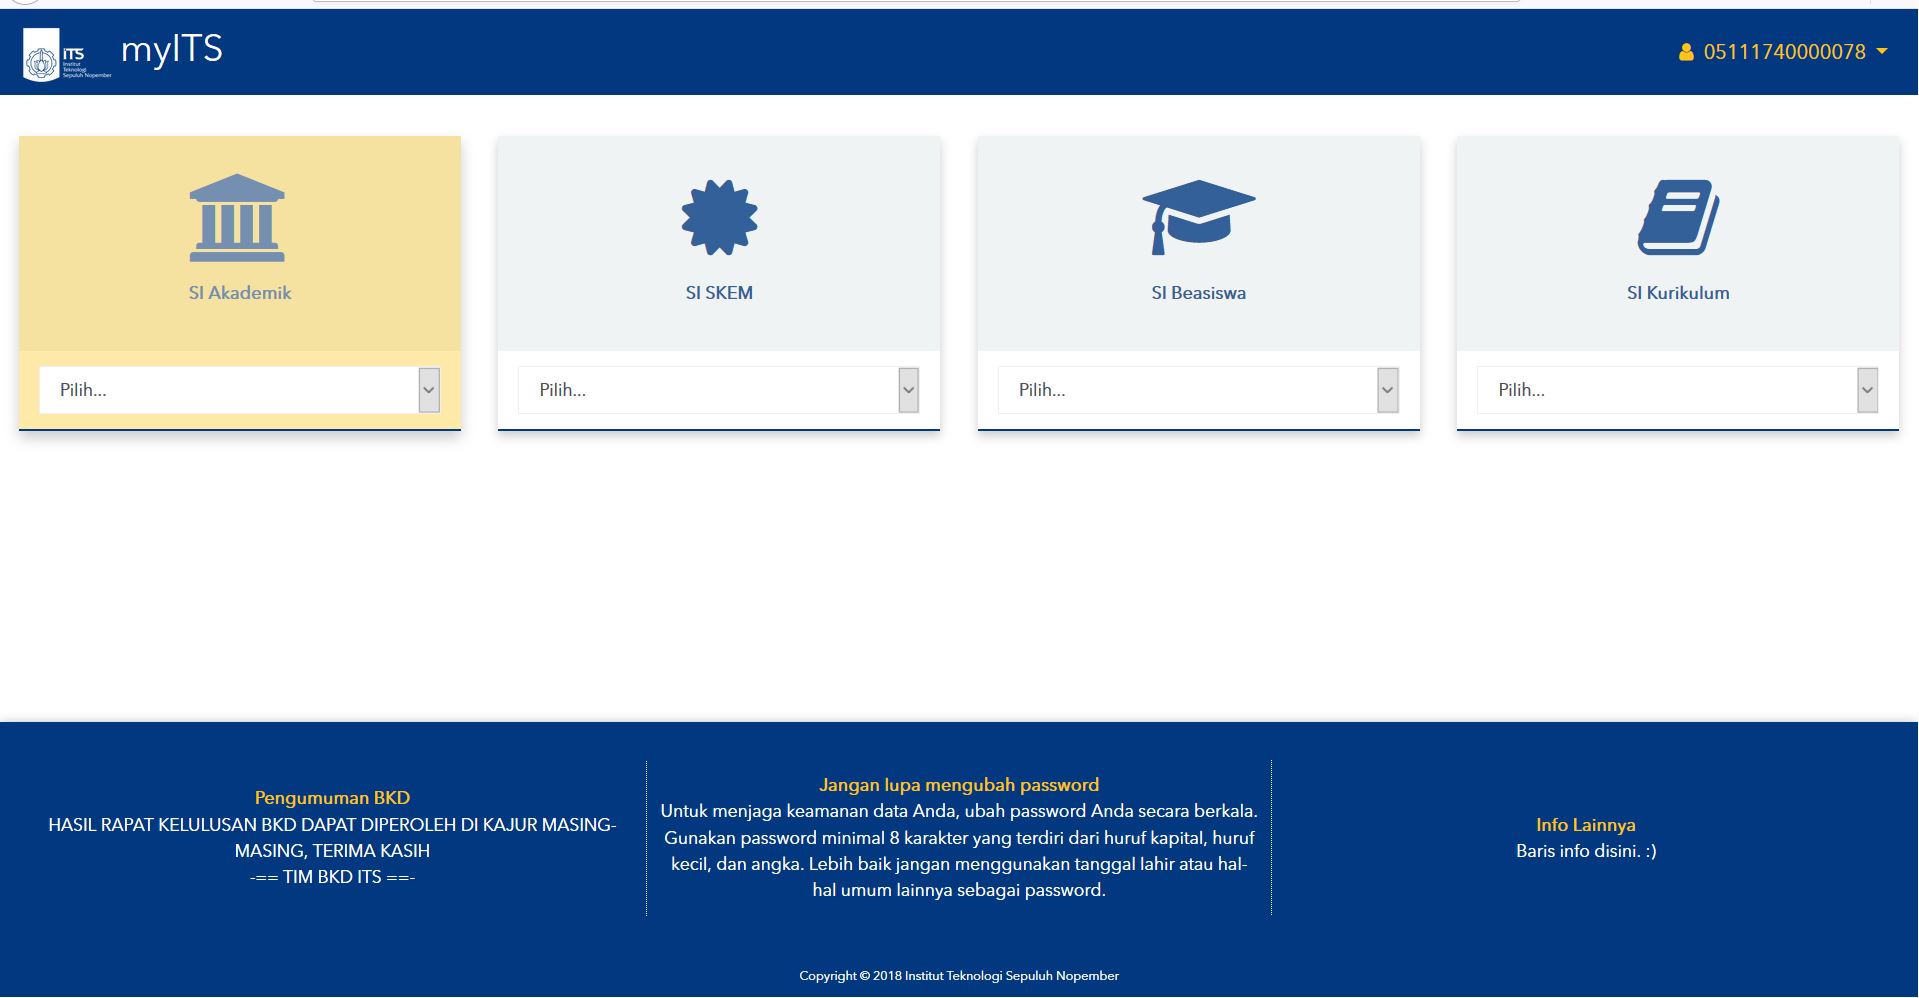 iTS
Institut
Teknologi
Sepuluh Nopember
myITS
05111740000078
SI Akademik
SI SKEM
SI Beasiswa
SI Kurikulum
Pilih...
Pilih...
Pilih...
Pilih...
Pengumuman BKD
HASIL RAPAT KELULUSAN BKD DAPAT DIPEROLEH DI KAJUR MASING-
MASING, TERIMA KASIH
-== TIM BKD ITS ==-
Jangan lupa mengubah password
Untuk menjaga keamanan data Anda, ubah password Anda secara berkala.
Gunakan password minimal 8 karakter yang terdiri dari huruf kapital, huruf
kecil, dan angka. Lebih baik jangan menggunakan tanggal lahir atau hal-
hal umum lainnya sebagai password.
Info Lainnya
Baris info disini. :)
Copyright © 2018 Institut Teknologi Sepuluh Nopember